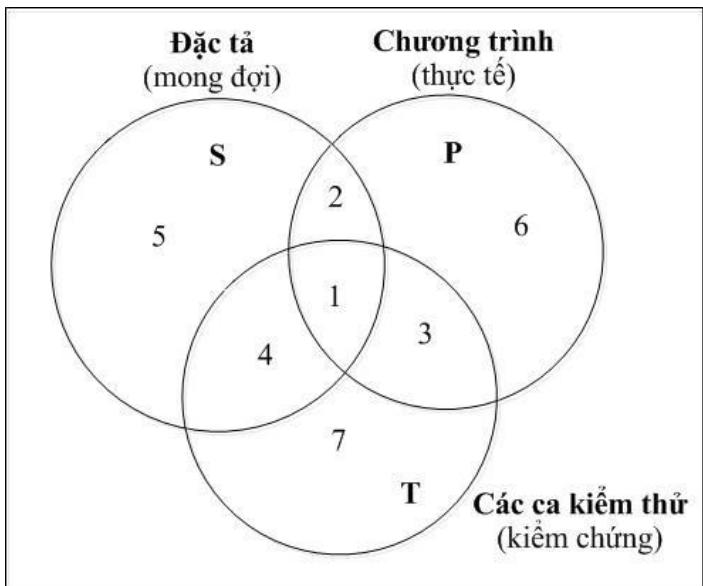 Đặc tả
(mong đợi)
Chương trình
(thực tế)
S
P
2
5
6
1
3
4
7
T
Các ca kiểm thử
(kiểm chứng)